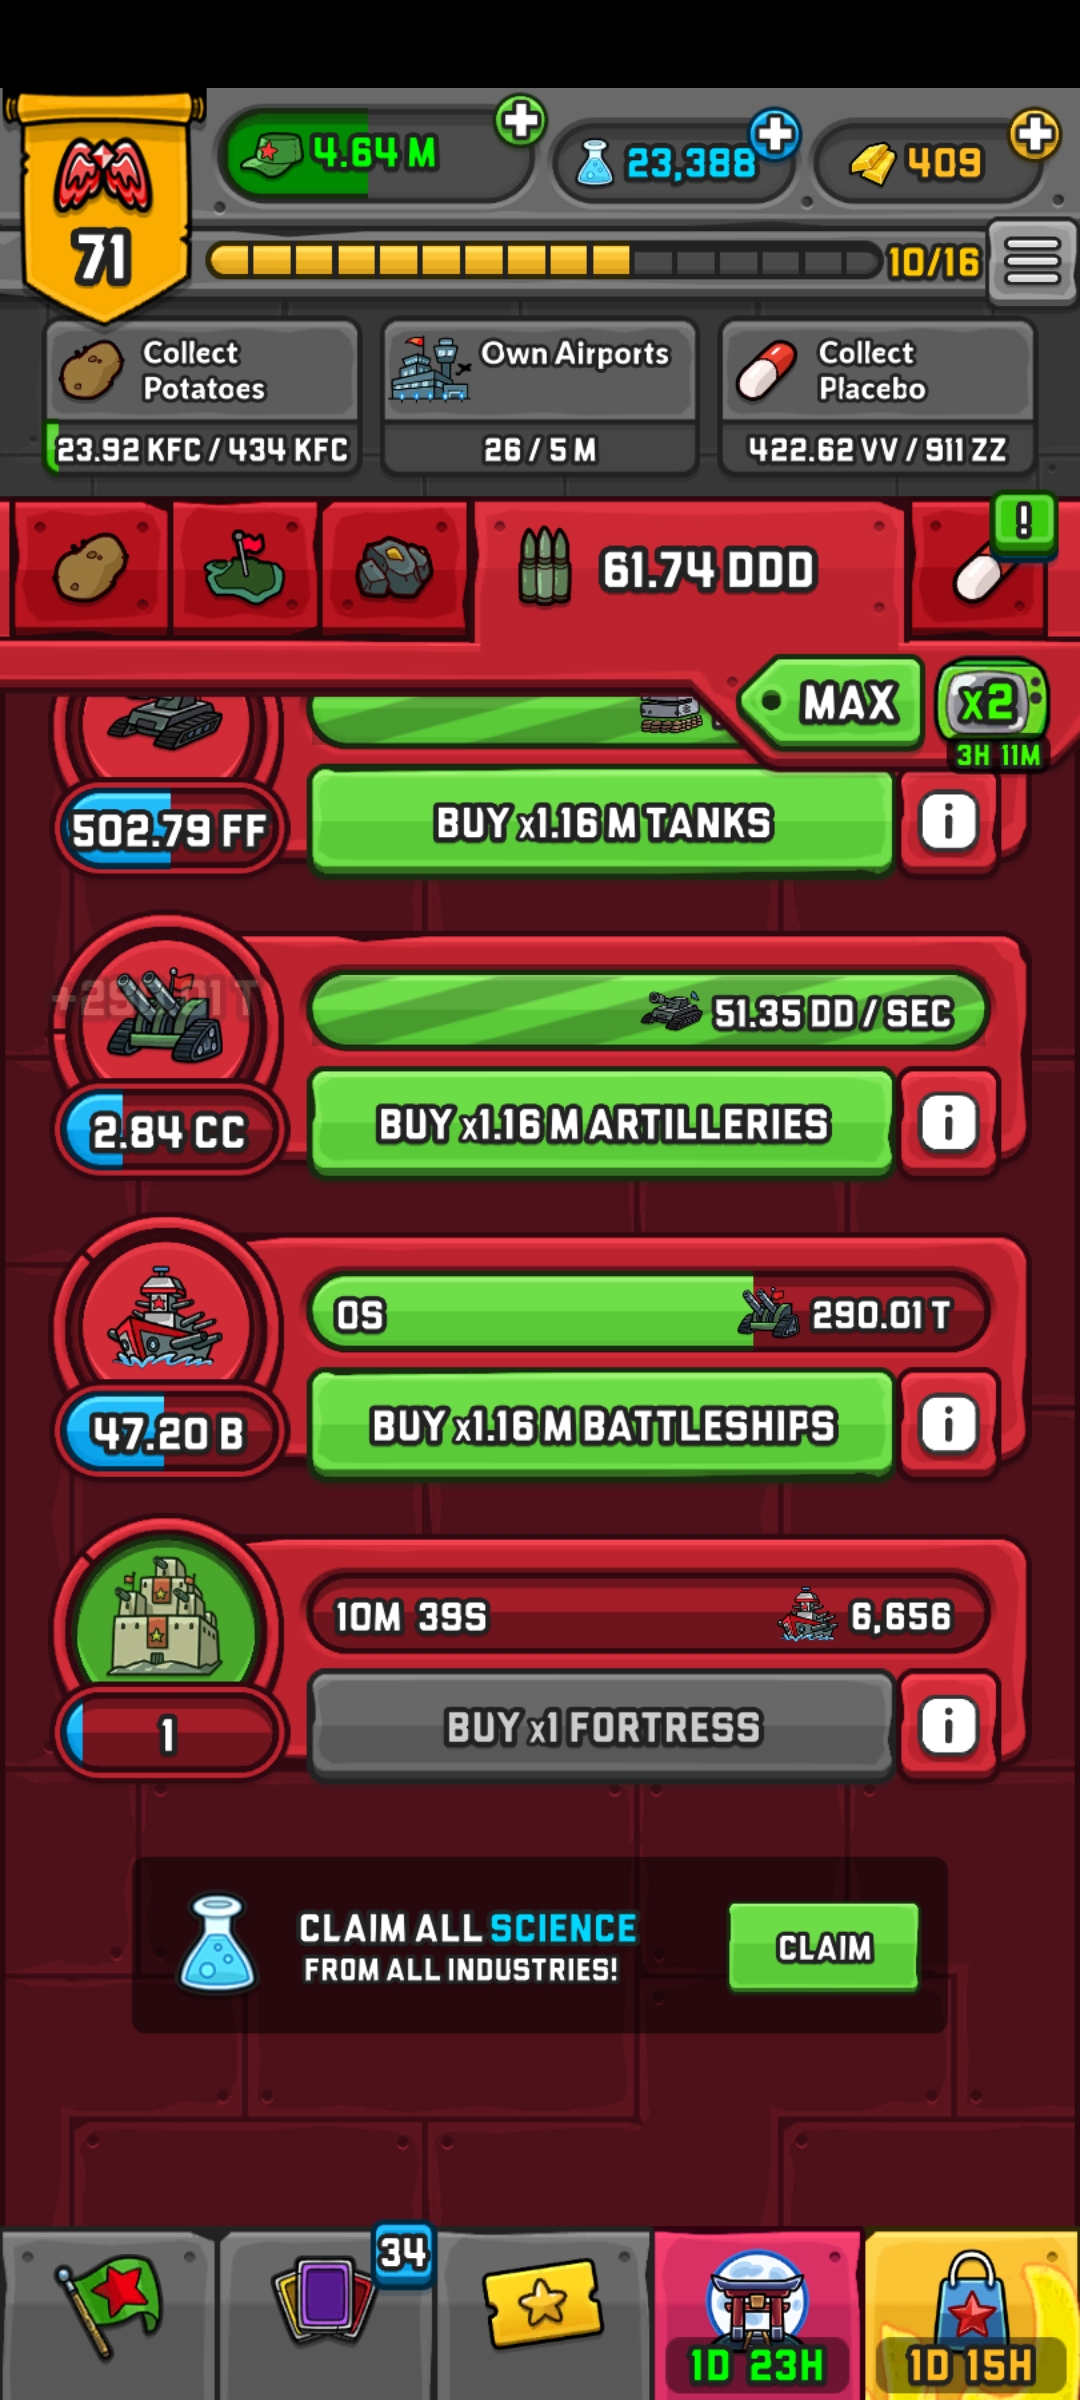 4.64 M
23,388
409
71
10/16
Collect
Potatoes
23.92 KFC / 434 KFC
Own Airports
26 / 5 M
Collect
Placebo
422.62 VV / 911 ZZ
61.74 DDD
!
MAX
x2
3H 11M
502.79 FF
BUY x1.16 M TANKS
i
51.35 DD / SEC
2.84 CC
BUY x1.16 M ARTILLERIES
i
0S
290.01 T
47.20 B
BUY x1.16 M BATTLESHIPS
i
10M 39S
6,656
1
BUY x1 FORTRESS
i
CLAIM ALL SCIENCE
FROM ALL INDUSTRIES!
CLAIM
34
1D 23H
1D 15H